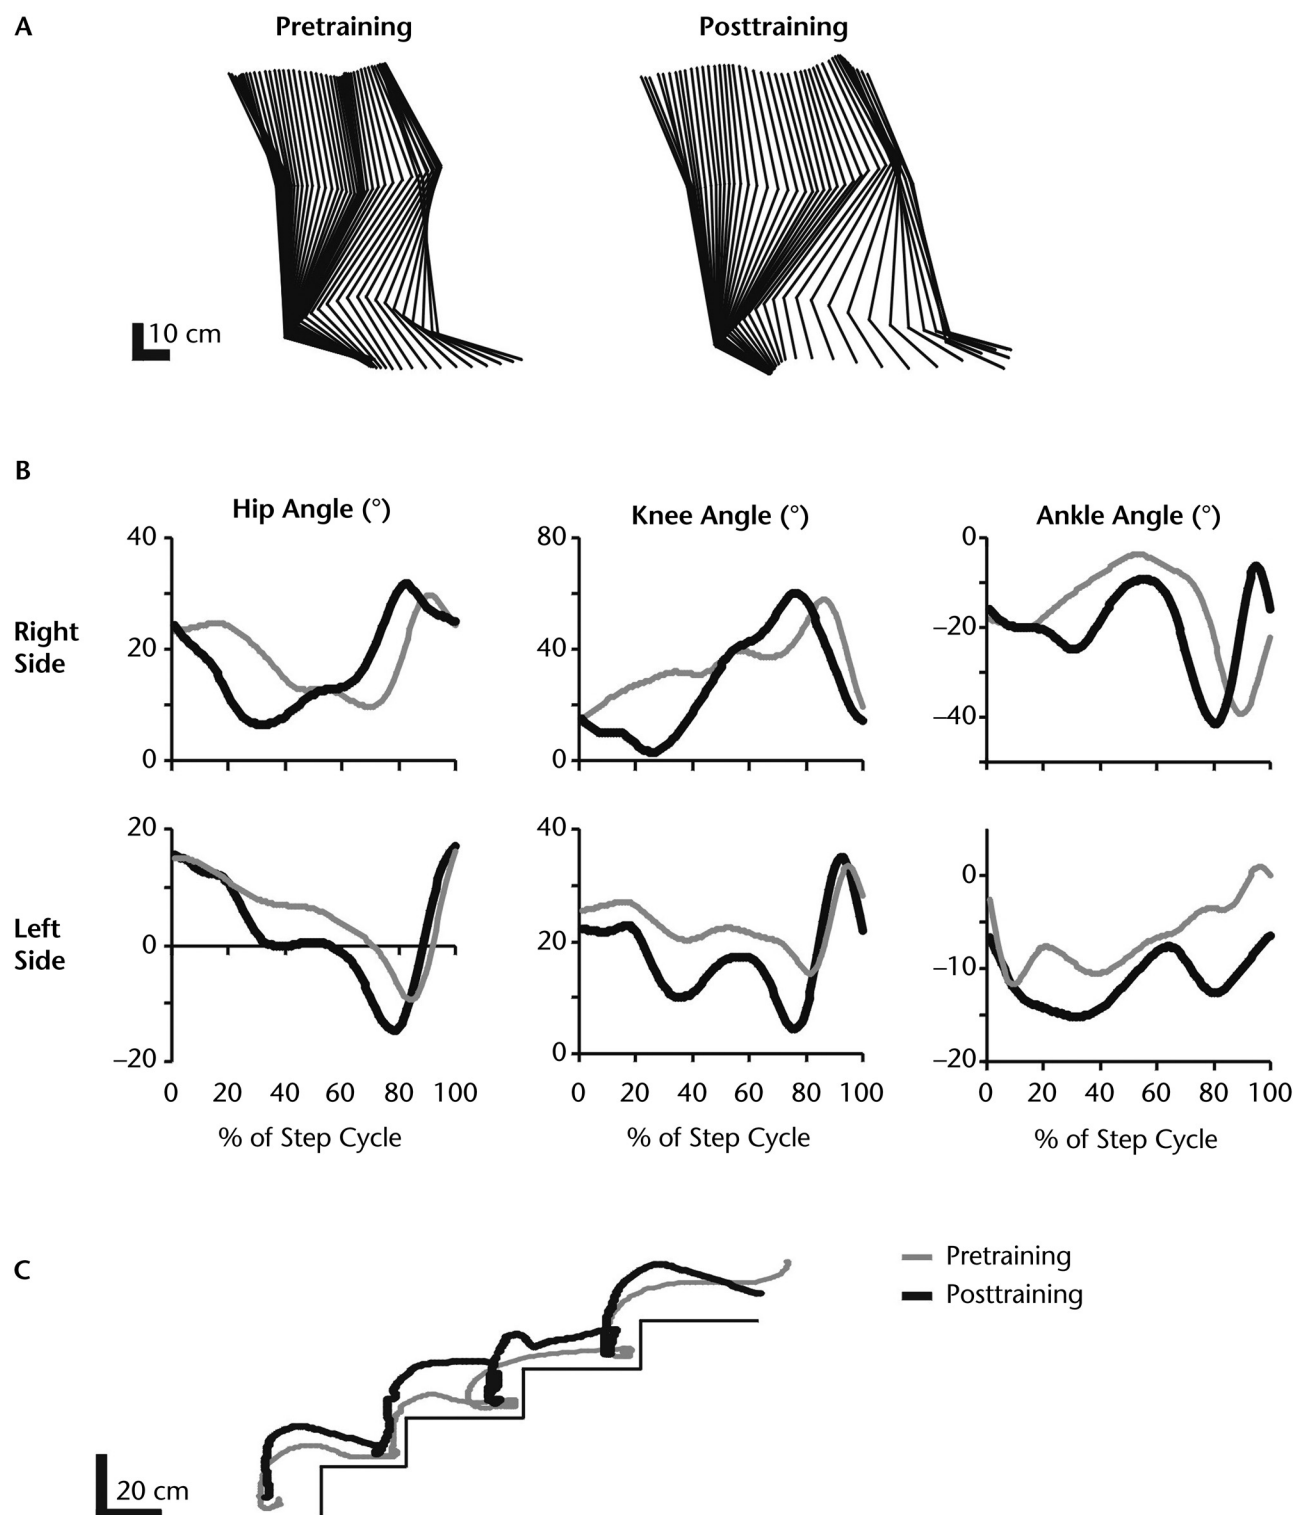 A
Pretraining
Posttraining
10 cm
B
Hip Angle (°)
Knee Angle (°)
Ankle Angle (°)
Right
Side
40
20
0
80
40
0
0
−20
−40
Left
Side
20
0
−20
40
20
0
0
−10
−20
0 20 40 60 80 100
0 20 40 60 80 100
0 20 40 60 80 100
% of Step Cycle
% of Step Cycle
% of Step Cycle
C
Pretraining
Posttraining
20 cm